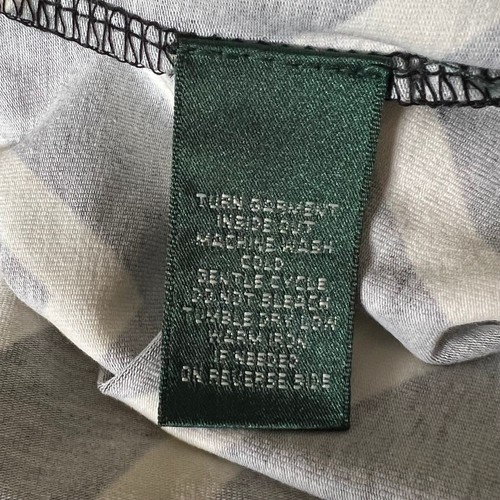 TURN GARMENT
INSIDE OUT
MACHINE WASH
COLD
GENTLE CYCLE
DO NOT BLEACH
TUMBLE DRY LOW
WARM IRON
IF NEEDED
ON REVERSE SIDE